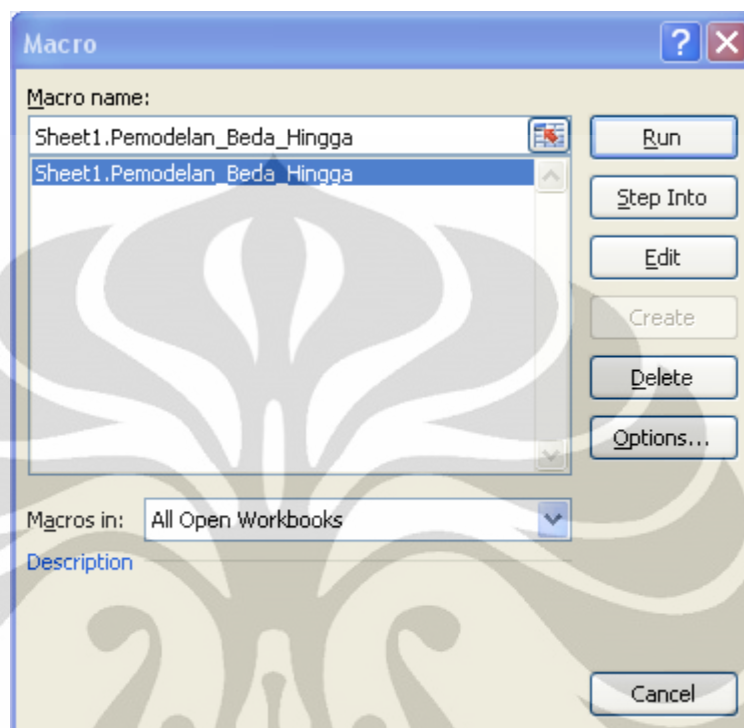 Macro
Macro name:
Sheet1.Pemodelan_Beda_Hingga
Sheet1.Pemodelan_Beda_Hingga
Run
Step Into
Edit
Create
Delete
Options...
Macros in: All Open Workbooks
Description
Cancel